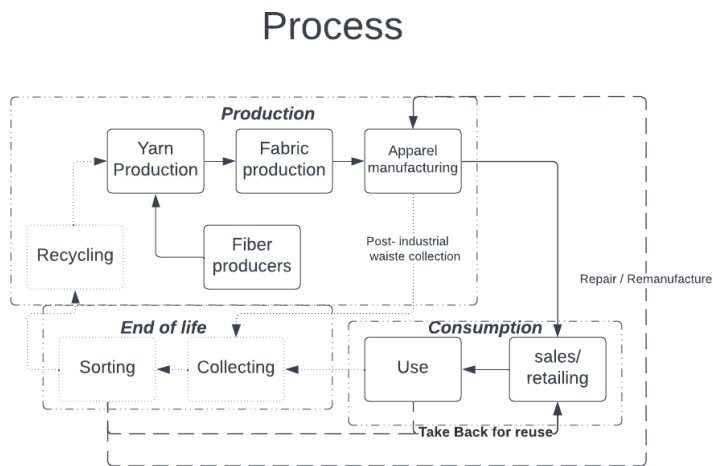 Process
Production
Yarn
Production
Fabric
production
Apparel
manufacturing
Recycling
Fiber
producers
Post- industrial
waiste collection
Repair / Remanufacture
End of life
Consumption
Sorting
Collecting
Use
sales/
retailing
Take Back for reuse